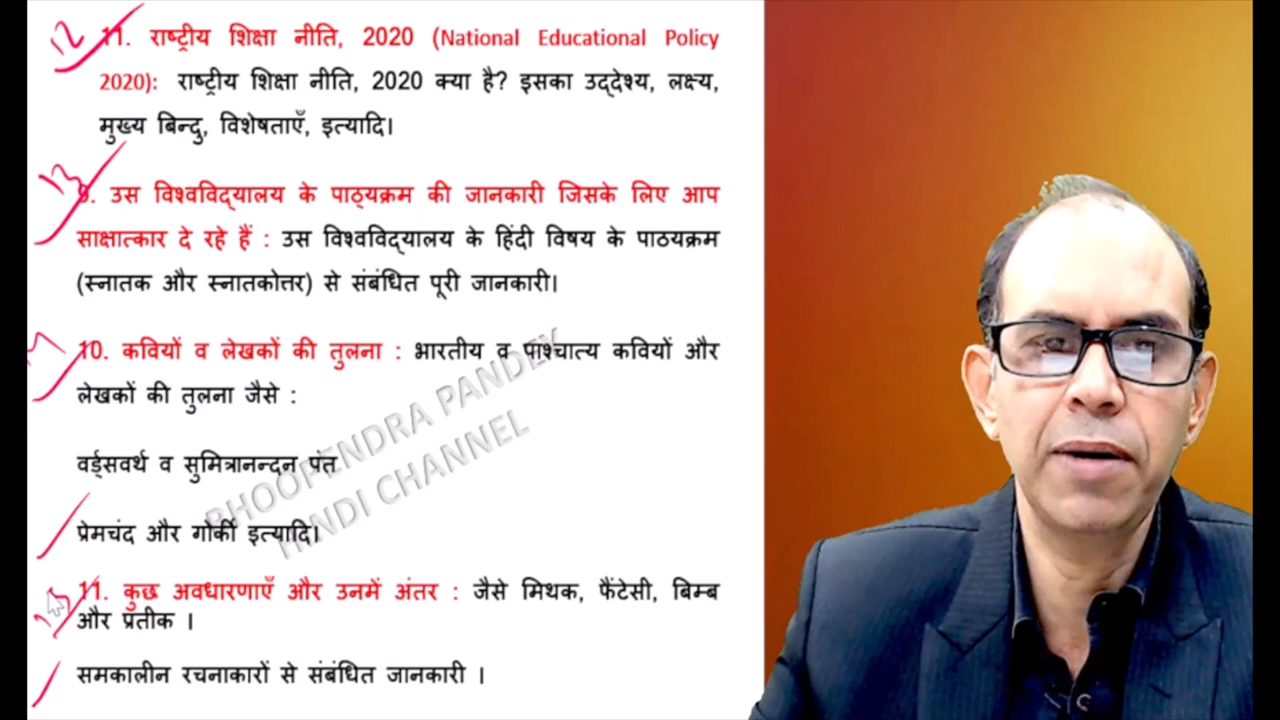 12 11. राष्ट्रीय शिक्षा नीति, 2020 (National Educational Policy
2020): राष्ट्रीय शिक्षा नीति, 2020 क्या है? इसका उद्देश्य, लक्ष्य,
मुख्य बिन्दु, विशेषताएँ, इत्यादि।
13 9. उस विश्वविद्यालय के पाठ्यक्रम की जानकारी जिसके लिए आप
साक्षात्कार दे रहे हैं : उस विश्वविद्यालय के हिंदी विषय के पाठयक्रम
(स्नातक और स्नातकोत्तर) से संबंधित पूरी जानकारी।
10. कवियों व लेखकों की तुलना : भारतीय व पाश्चात्य कवियों और
लेखकों की तुलना जैसे :
वर्ड्सवर्थ व सुमित्रानन्दन पंत
प्रेमचंद और गोर्की इत्यादि।
BHOOPENDRA PANDEY
HINDI CHANNEL
11. कुछ अवधारणाएँ और उनमें अंतर : जैसे मिथक, फैंटेसी, बिम्ब
और प्रतीक ।
समकालीन रचनाकारों से संबंधित जानकारी ।